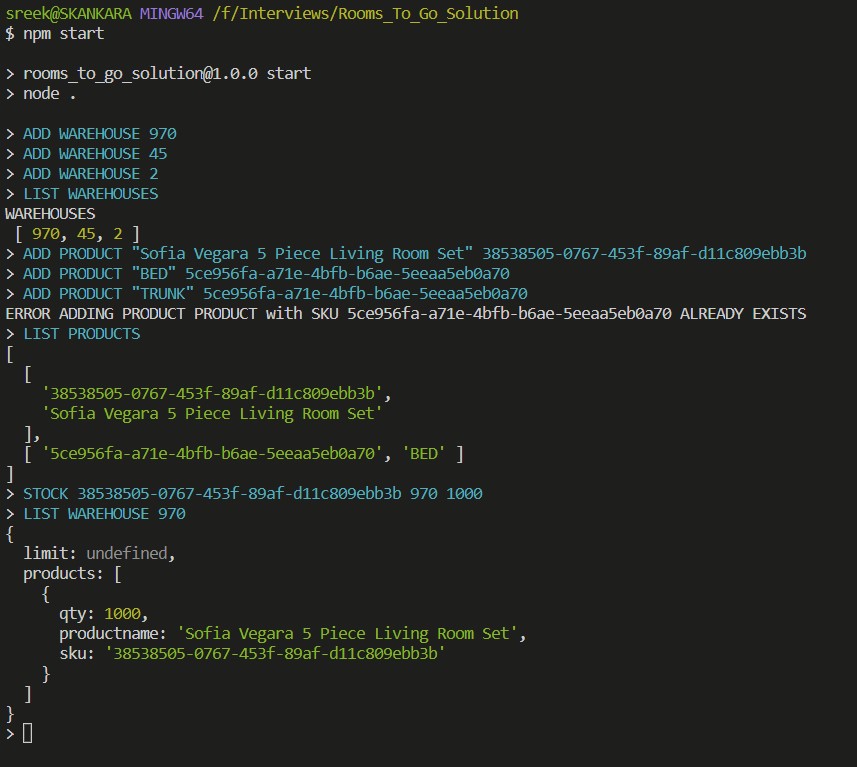 sreek@SKANKARA MINGW64 /f/Interviews/Rooms_To_Go_Solution
$ npm start
> rooms_to_go_solution@1.0.0 start
> node .
> ADD WAREHOUSE 970
> ADD WAREHOUSE 45
> ADD WAREHOUSE 2
> LIST WAREHOUSES
WAREHOUSES
 [ 970, 45, 2 ]
> ADD PRODUCT "Sofia Vegara 5 Piece Living Room Set" 38538505-0767-453f-89af-d11c809ebb3b
> ADD PRODUCT "BED" 5ce956fa-a71e-4bfb-b6ae-5eeaa5eb0a70
> ADD PRODUCT "TRUNK" 5ce956fa-a71e-4bfb-b6ae-5eeaa5eb0a70
ERROR ADDING PRODUCT PRODUCT with SKU 5ce956fa-a71e-4bfb-b6ae-5eeaa5eb0a70 ALREADY EXISTS
> LIST PRODUCTS
[
  [
    '38538505-0767-453f-89af-d11c809ebb3b',
    'Sofia Vegara 5 Piece Living Room Set'
  ],
  [ '5ce956fa-a71e-4bfb-b6ae-5eeaa5eb0a70', 'BED' ]
]
> STOCK 38538505-0767-453f-89af-d11c809ebb3b 970 1000
> LIST WAREHOUSE 970
{
  limit: undefined,
  products: [
    {
      qty: 1000,
      productname: 'Sofia Vegara 5 Piece Living Room Set',
      sku: '38538505-0767-453f-89af-d11c809ebb3b'
    }
  ]
}
>